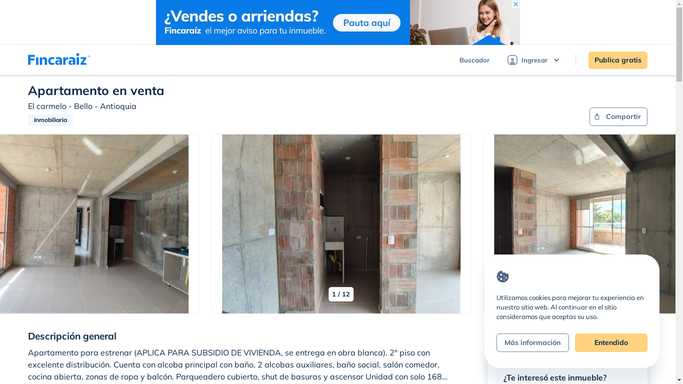 ¿Vendes o arriendas?
Fincaraíz el mejor aviso para tu inmueble.
Pauta aquí
Fincaraíz
Buscador
Ingresar
Publica gratis
Apartamento en venta
El carmelo - Bello - Antioquia
Inmobiliaria
Compartir
1 / 12
Utilizamos cookies para mejorar tu experiencia en
nuestro sitio web. Al continuar en el sitio
consideramos que aceptas su uso.
Más información
Entendido
Descripción general
Apartamento para estrenar (APLICA PARA SUBSIDIO DE VIVIENDA, se entrega en obra blanca). 2° piso con
excelente distribución. Cuenta con alcoba principal con baño, 2 alcobas auxiliares, baño social, salón comedor,
cocina abierta, zonas de ropa y balcón. Parqueadero cubierto, shut de basuras y ascensor Unidad con solo 168...
¿Te interesó este inmueble?